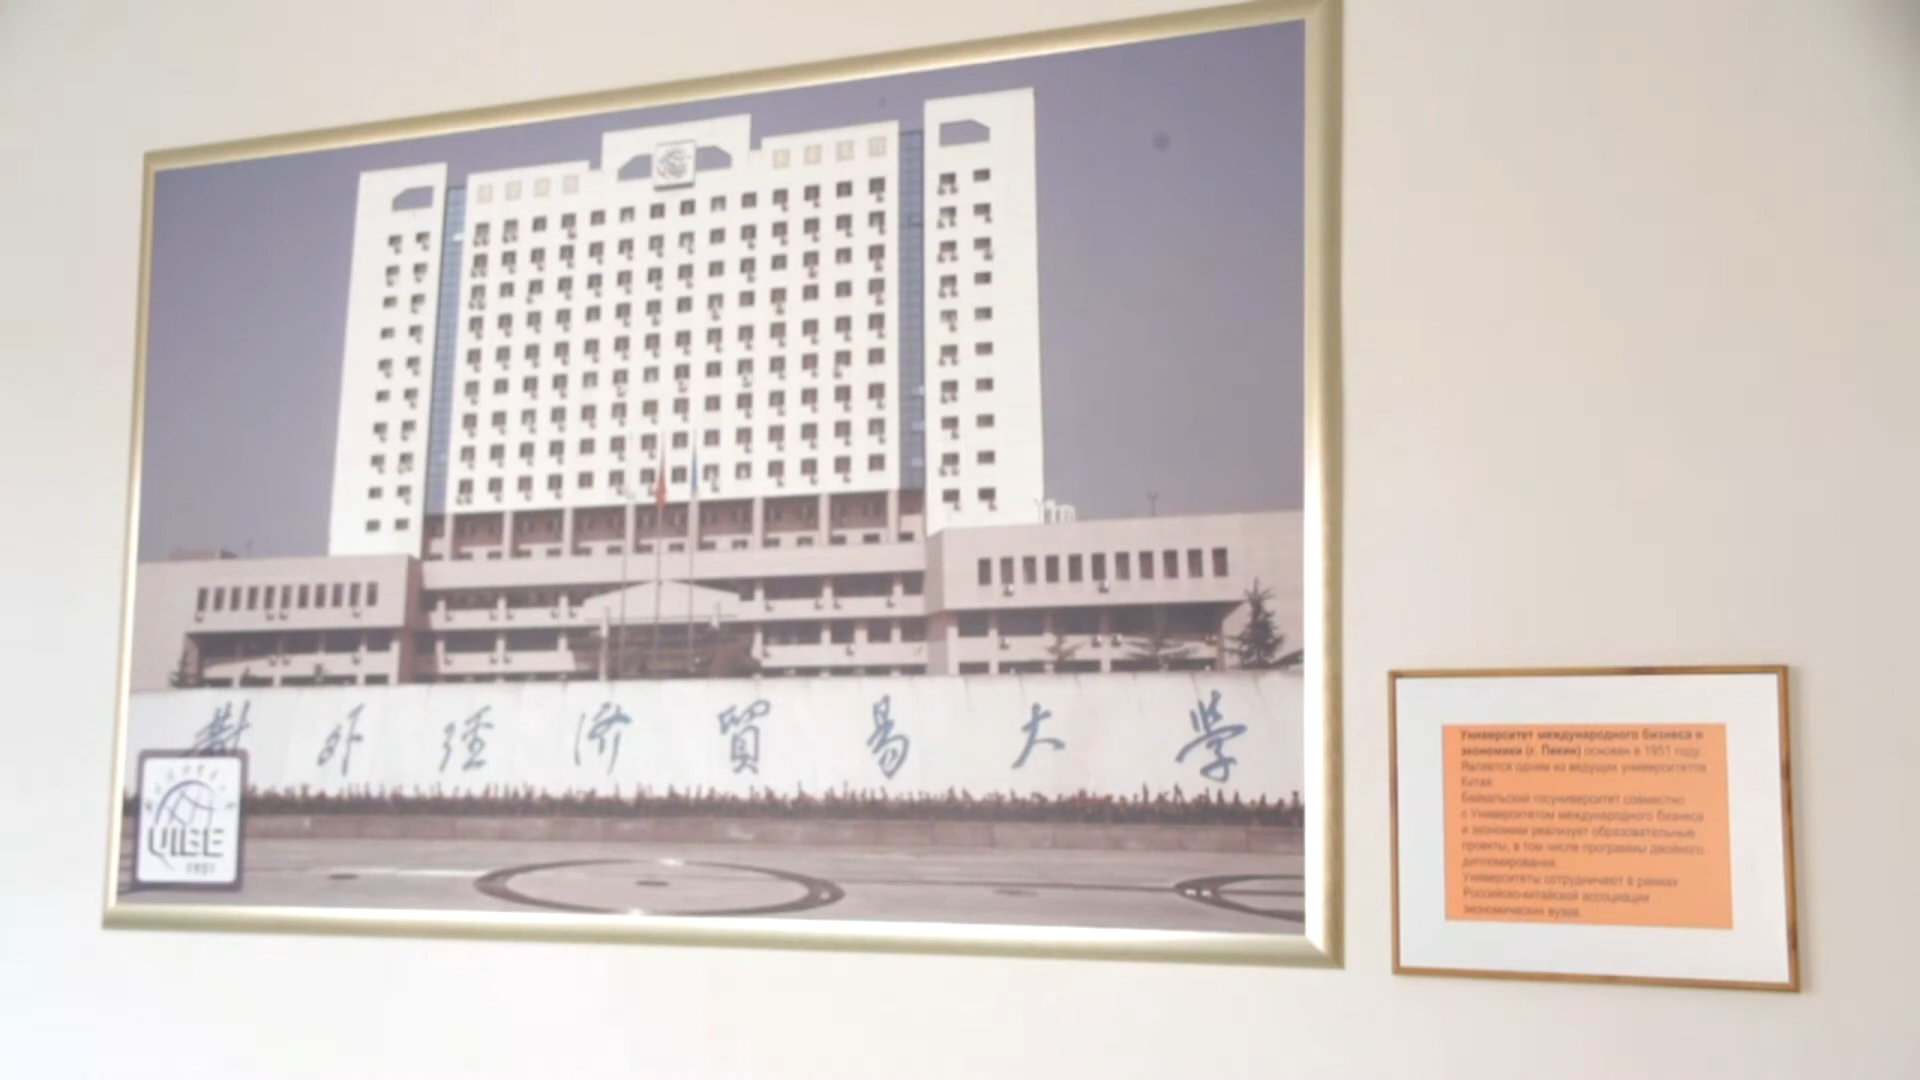 對外經濟貿易大學
UIBE
1951
Университет международного бизнеса и
экономики (г. Пекин) основан в 1951 году.
Является одним из ведущих университетов
Китая.
Байкальский госуниверситет совместно
с Университетом международного бизнеса
и экономики реализует образовательные
проекты, в том числе программы двойного
дипломирования.
Университеты сотрудничают в рамках
Российско-китайской ассоциации
экономических вузов.